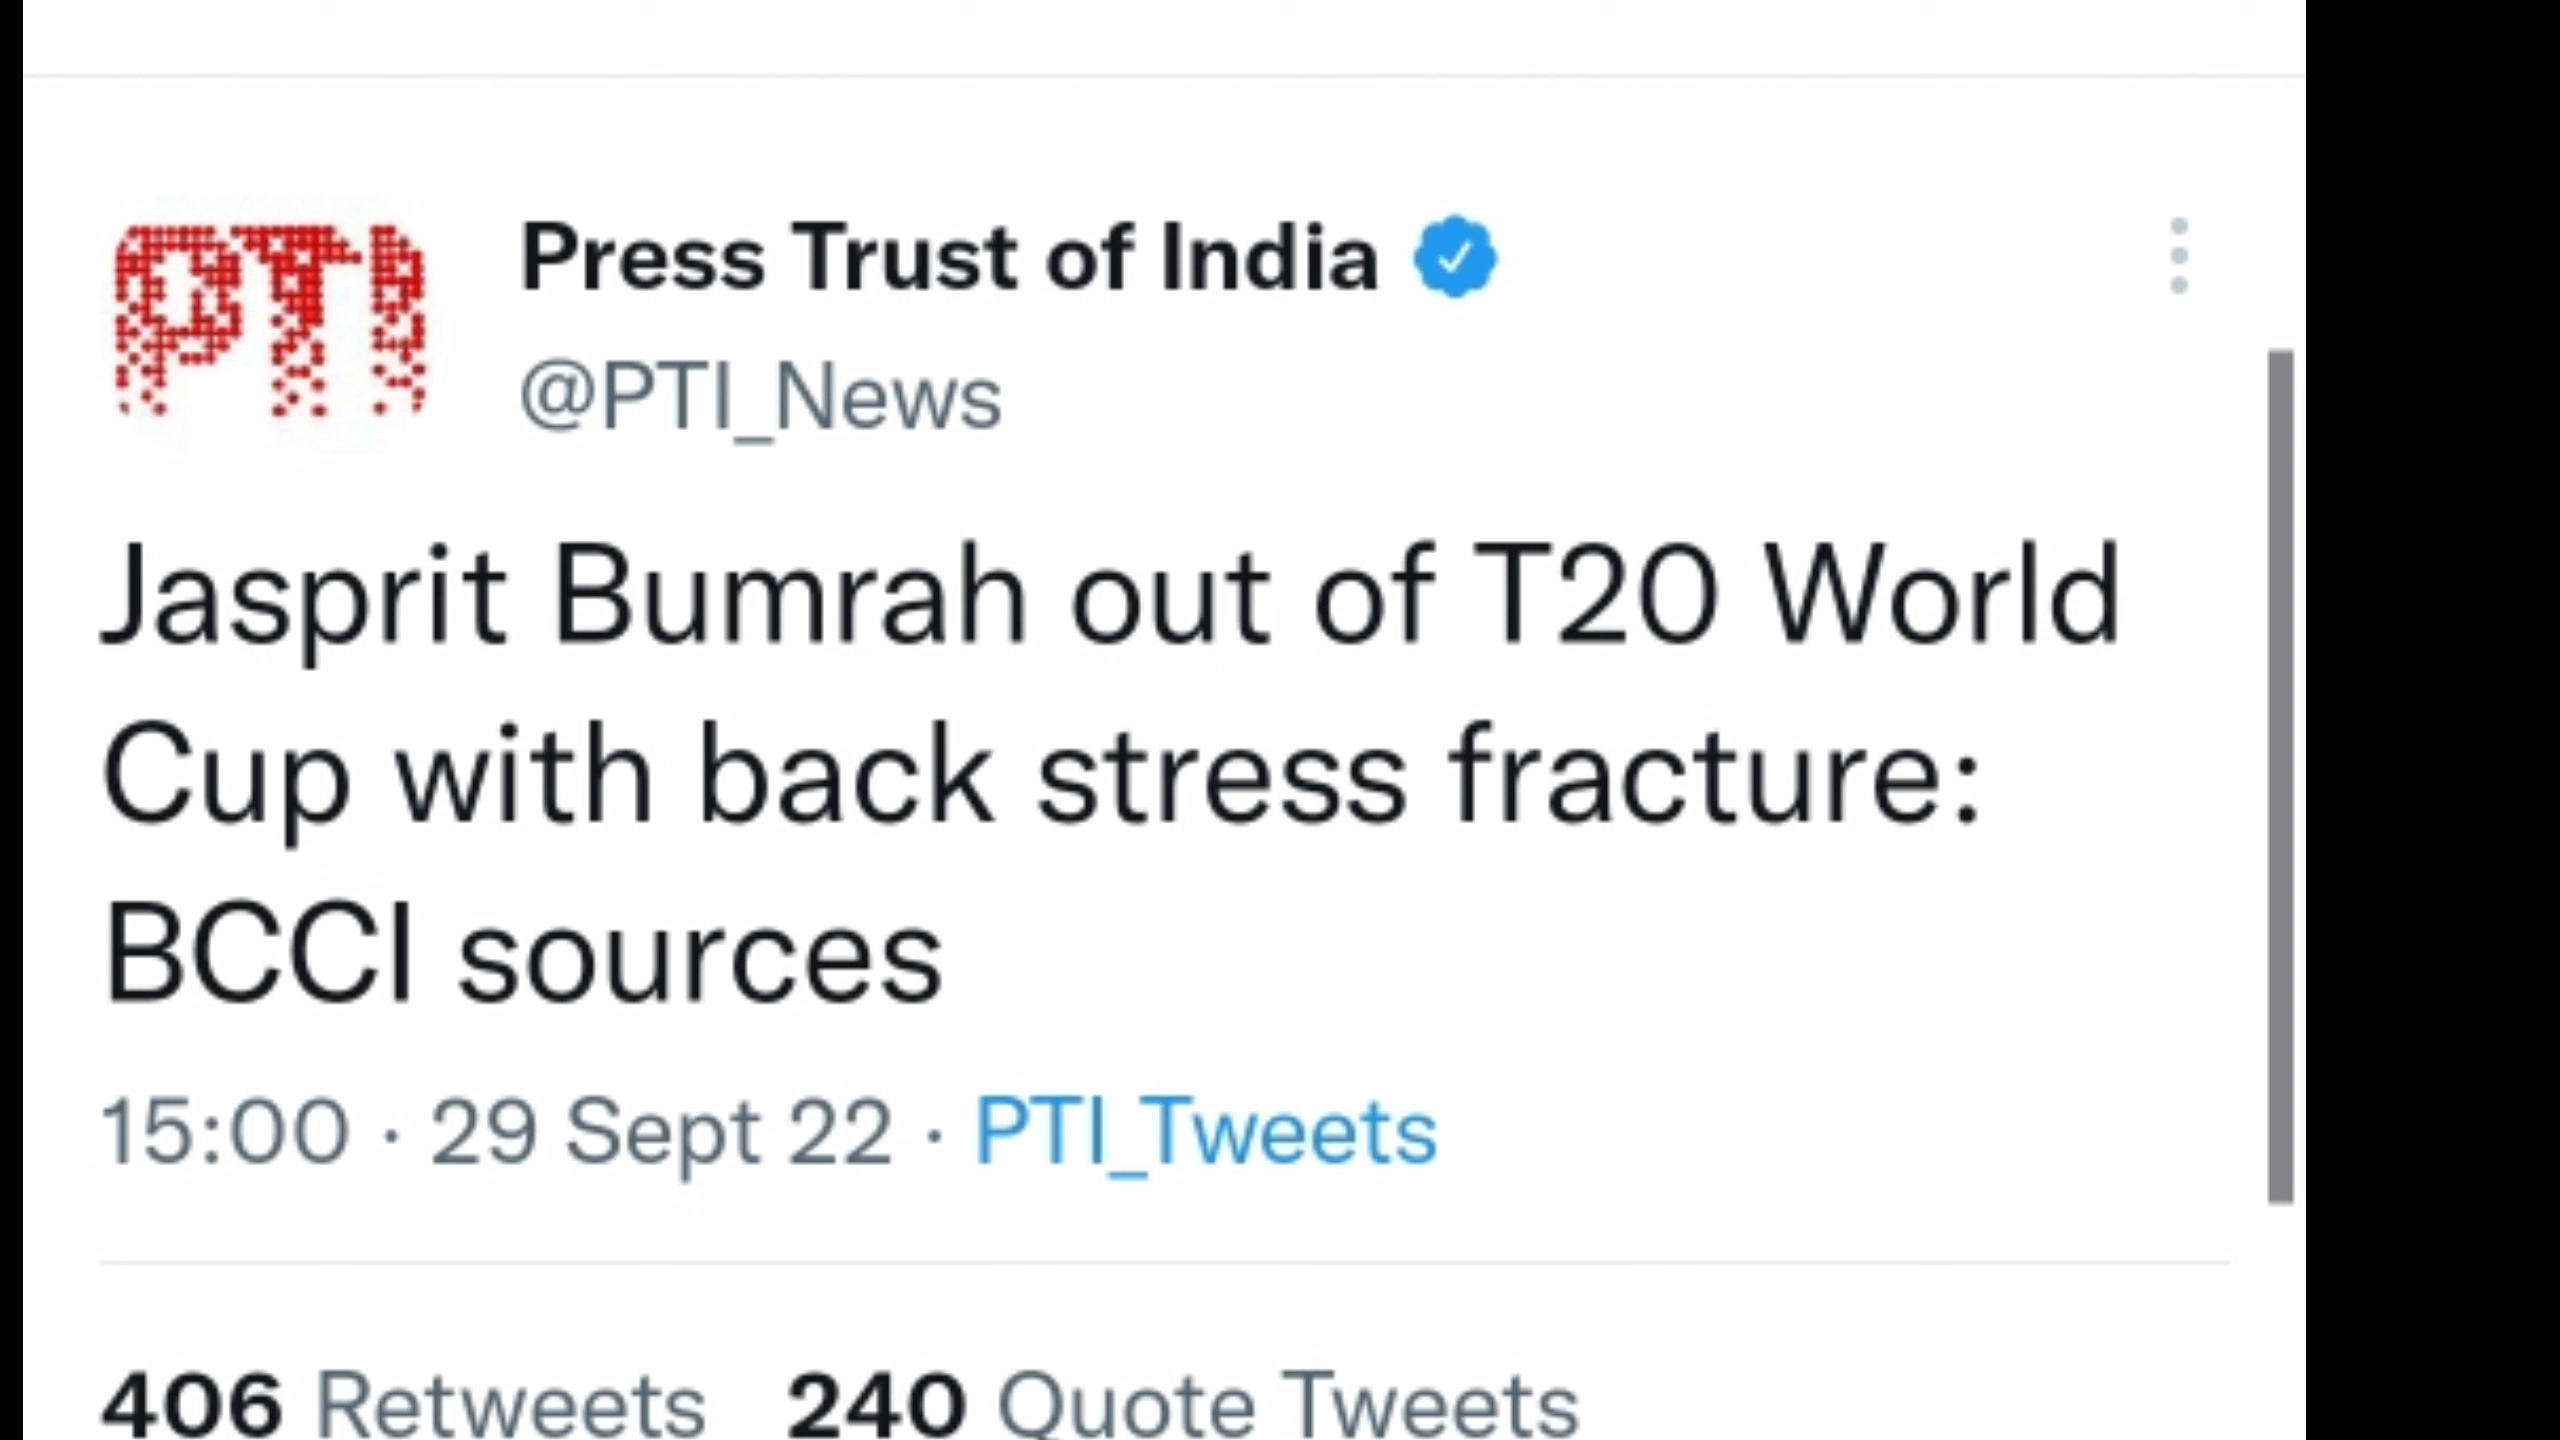 PTI
Press Trust of India
@PTI_News
Jasprit Bumrah out of T20 World
Cup with back stress fracture:
BCCI sources
15:00 · 29 Sept 22 · PTI_Tweets
406 Retweets 240 Quote Tweets